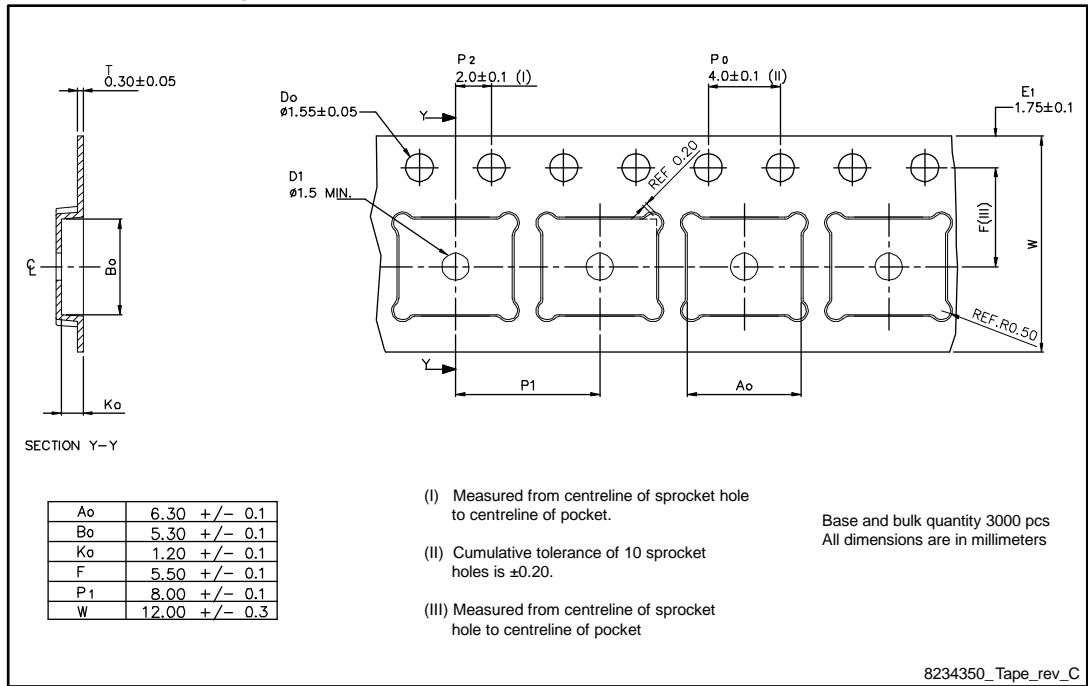 T
0.30±0.05
P2
2.0±0.1 (I)
P0
4.0±0.1 (II)
E1
1.75±0.1
Do
ø1.55±0.05
Y
REF 0.20
D1
ø1.5 MIN.
F(III)
W
℄
Bo
REF.R0.50
Y
P1
Ao
Ko
SECTION Y-Y
Ao 6.30 +/- 0.1
Bo 5.30 +/- 0.1
Ko 1.20 +/- 0.1
F 5.50 +/- 0.1
P1 8.00 +/- 0.1
W 12.00 +/- 0.3
(I) Measured from centreline of sprocket hole
to centreline of pocket.
(II) Cumulative tolerance of 10 sprocket
holes is ±0.20.
(III) Measured from centreline of sprocket
hole to centreline of pocket
Base and bulk quantity 3000 pcs
All dimensions are in millimeters
8234350_Tape_rev_C